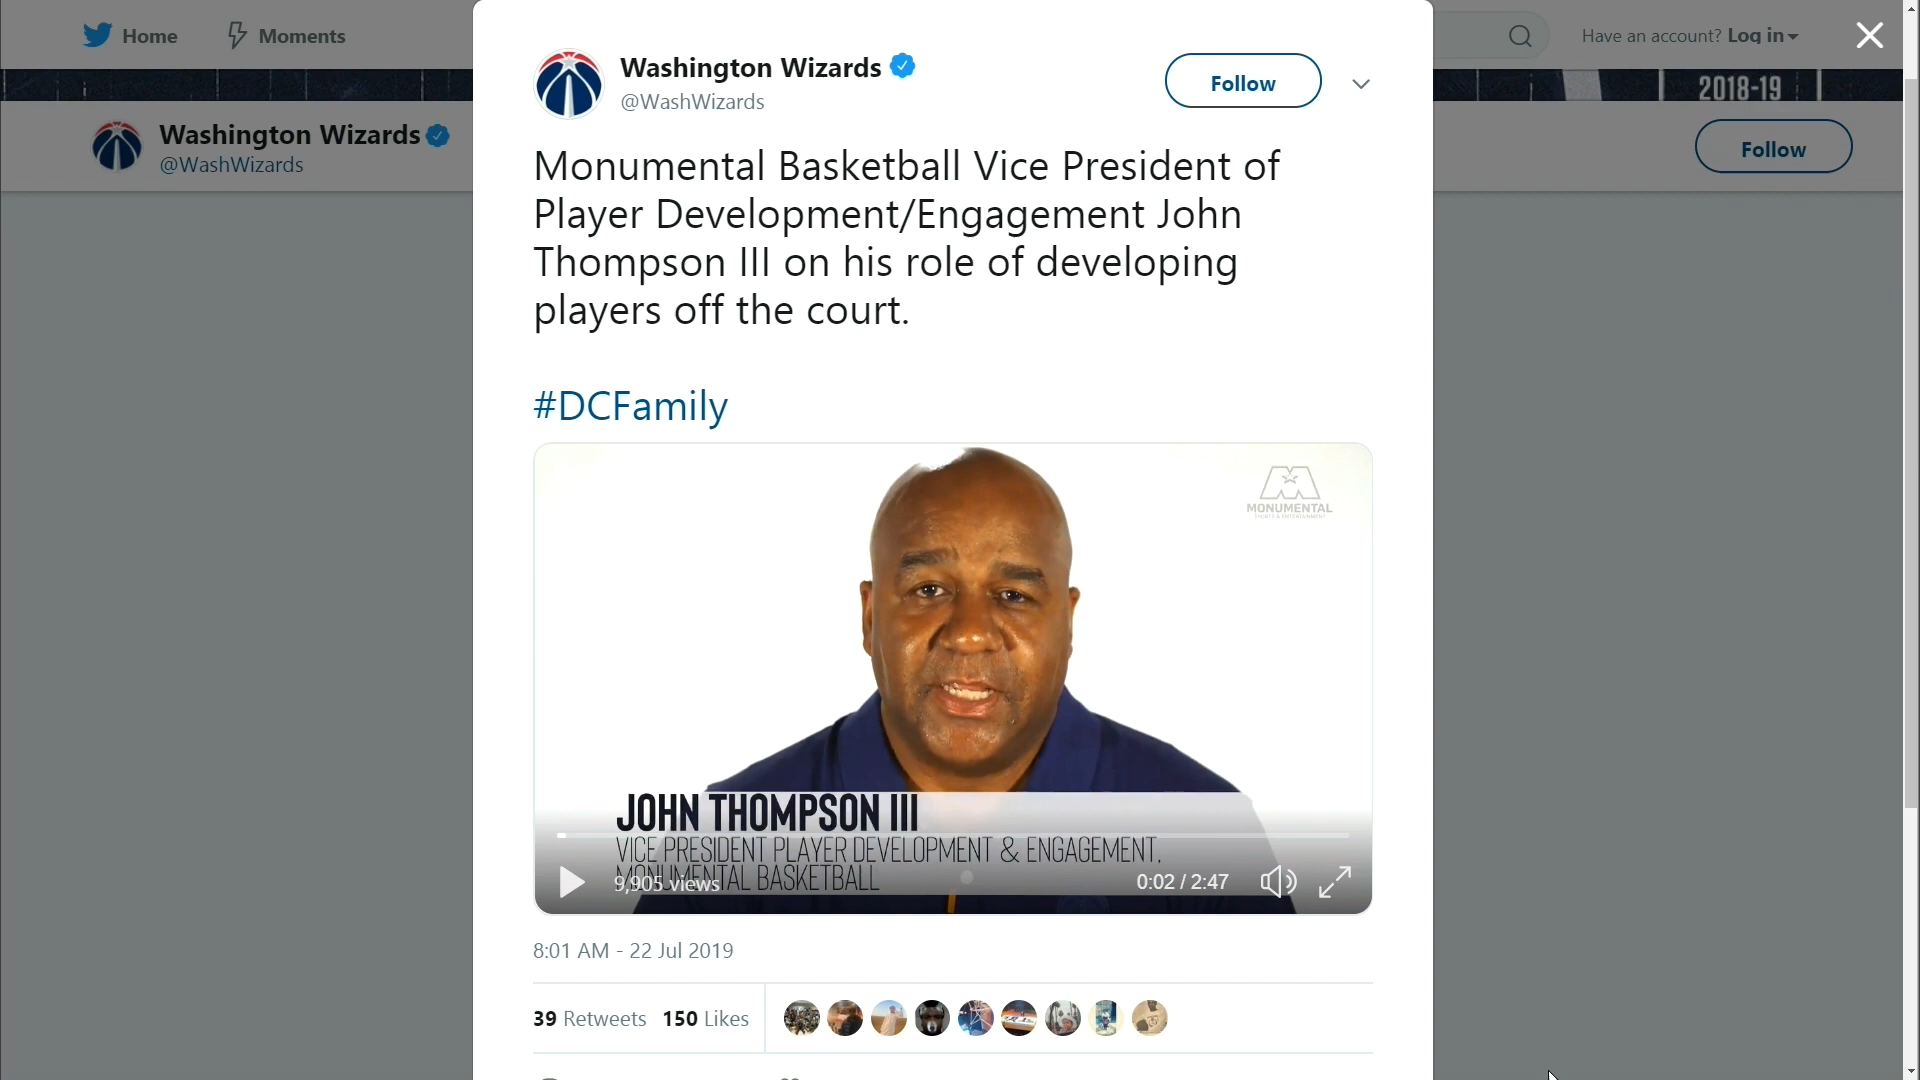 Home
Moments
Have an account? Log in
2018-19
Washington Wizards
@WashWizards
Follow
Washington Wizards
@WashWizards
Follow
Monumental Basketball Vice President of
Player Development/Engagement John
Thompson III on his role of developing
players off the court.
#DCFamily
MONUMENTAL
SPORTS & ENTERTAINMENT
JOHN THOMPSON III
VICE PRESIDENT PLAYER DEVELOPMENT & ENGAGEMENT,
MONUMENTAL BASKETBALL
9,905 views
0:02 / 2:47
8:01 AM - 22 Jul 2019
39 Retweets 150 Likes